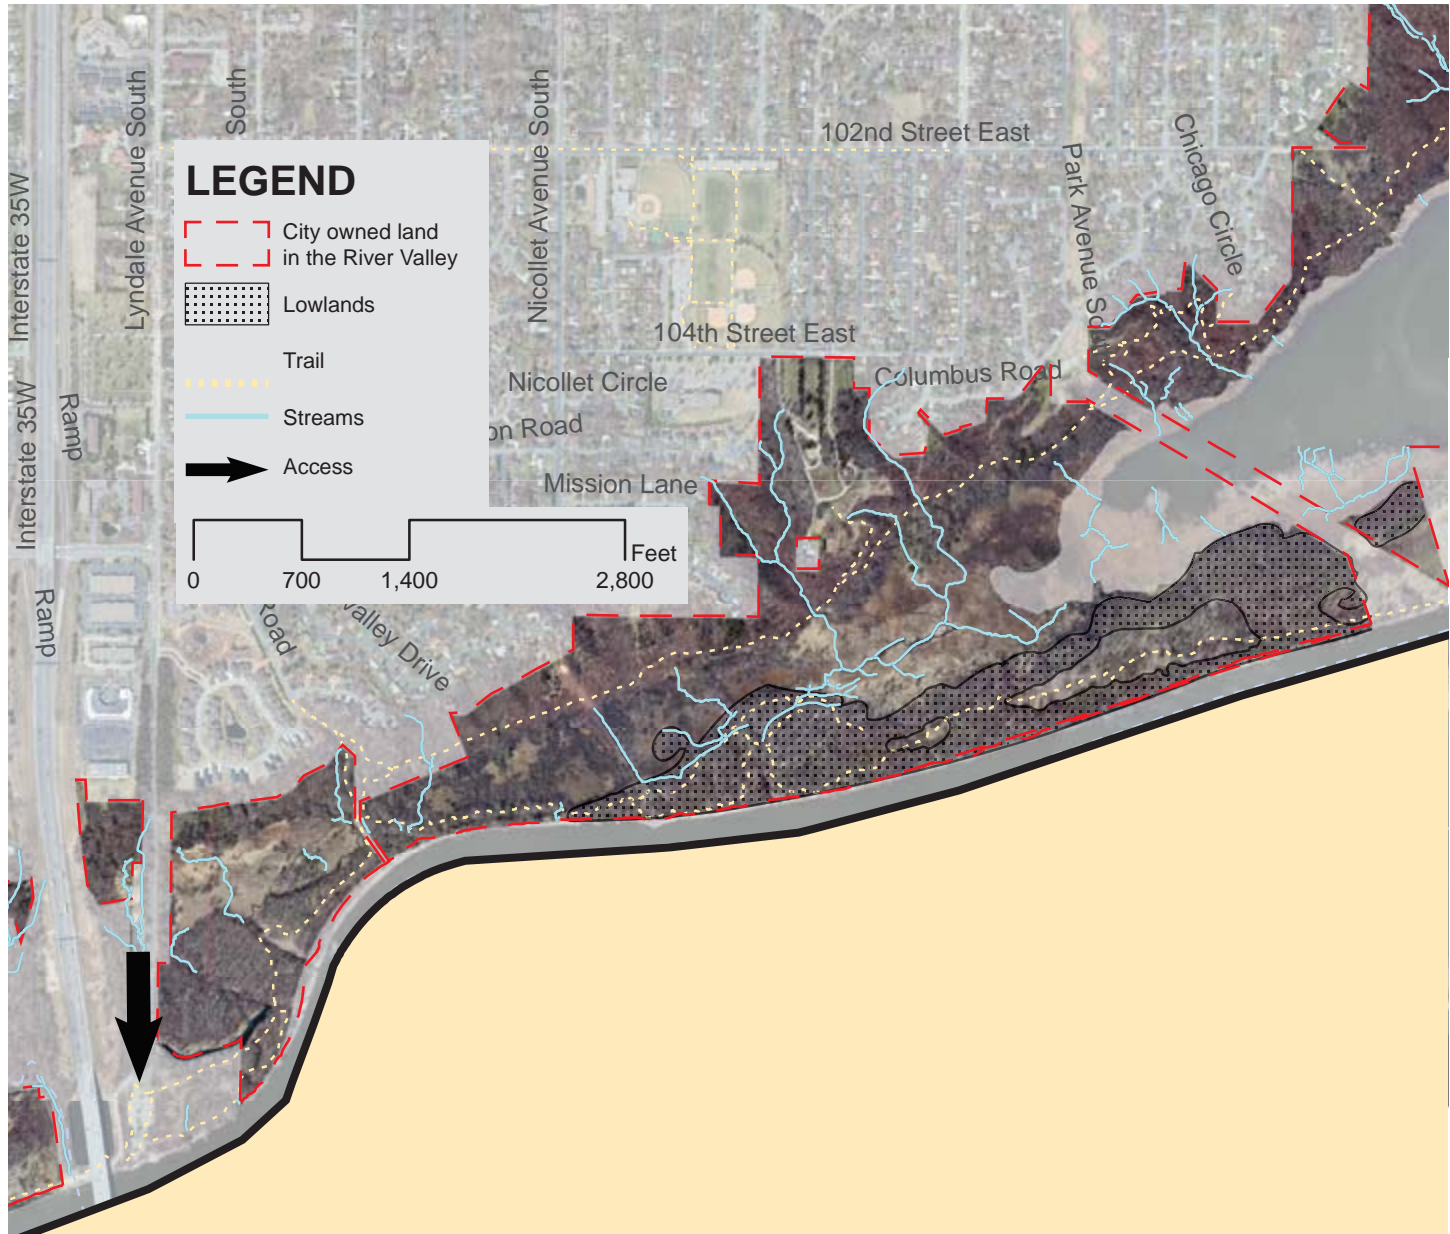 Interstate 35W
Lyndale Avenue South
South
Nicollet Avenue South
102nd Street East
Park Avenue Sou
Chicago Circle
LEGEND
City owned land
in the River Valley
Lowlands
Trail
Streams
Access
104th Street East
Nicollet Circle
Columbus Road
on Road
Mission Lane
Interstate 35W
Ramp
Feet
0 700 1,400 2,800
Ramp
Road
Valley Drive